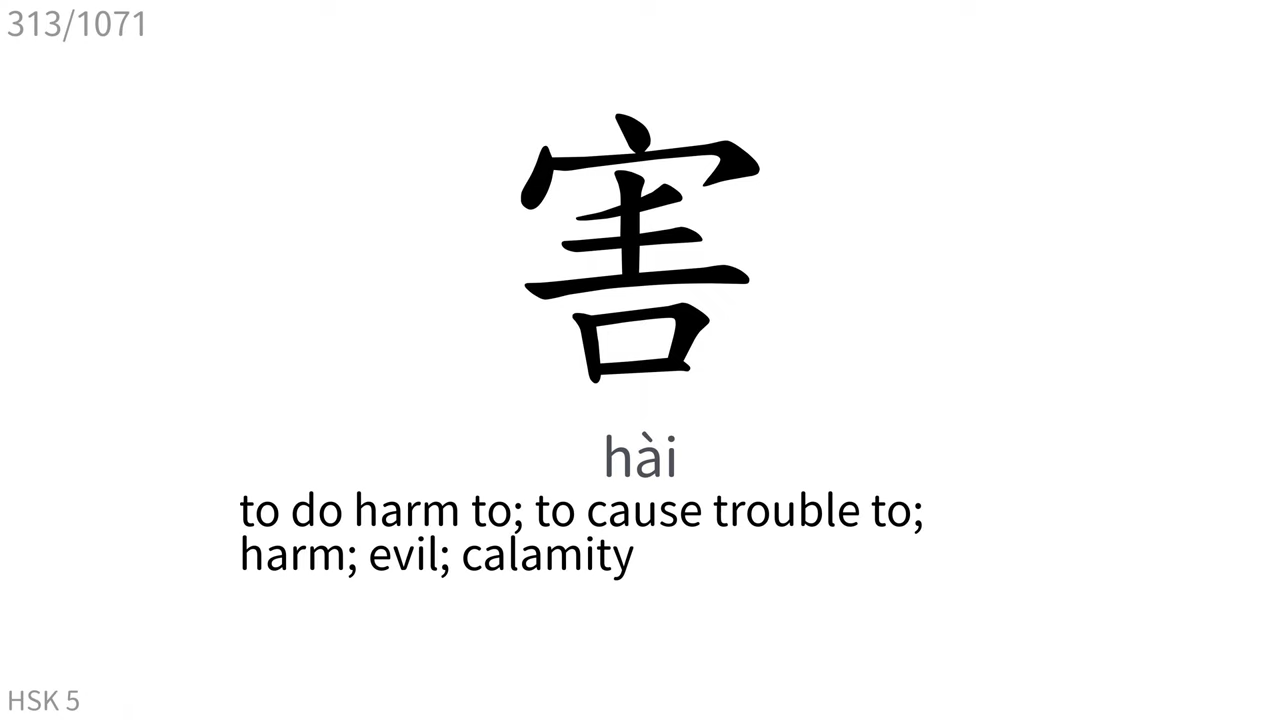 313/1071
害
hài
to do harm to; to cause trouble to;
harm; evil; calamity
HSK 5